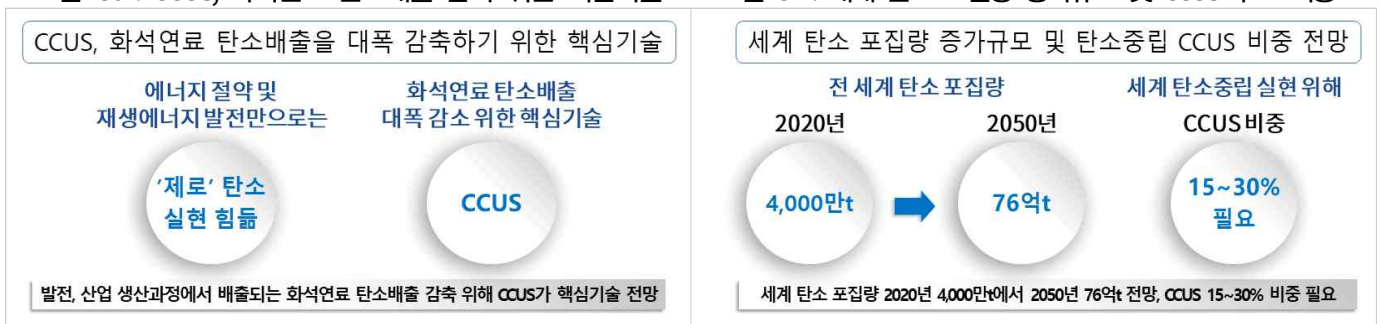 CCUS, 화석연료 탄소배출을 대폭 감축하기 위한 핵심기술
에너지 절약 및
재생에너지 발전만으로는
화석연료 탄소배출
대폭 감소 위한 핵심기술
'제로' 탄소
실현 힘듦
CCUS
발전, 산업 생산과정에서 배출되는 화석연료 탄소배출 감축 위해 CCUS가 핵심기술 전망
세계 탄소 포집량 증가규모 및 탄소중립 CCUS 비중 전망
전 세계 탄소 포집량
2020년
2050년
세계 탄소중립 실현 위해
CCUS 비중
4,000만t
76억t
15~30%
필요
세계 탄소 포집량 2020년 4,000만t에서 2050년 76억t 전망, CCUS 15~30% 비중 필요